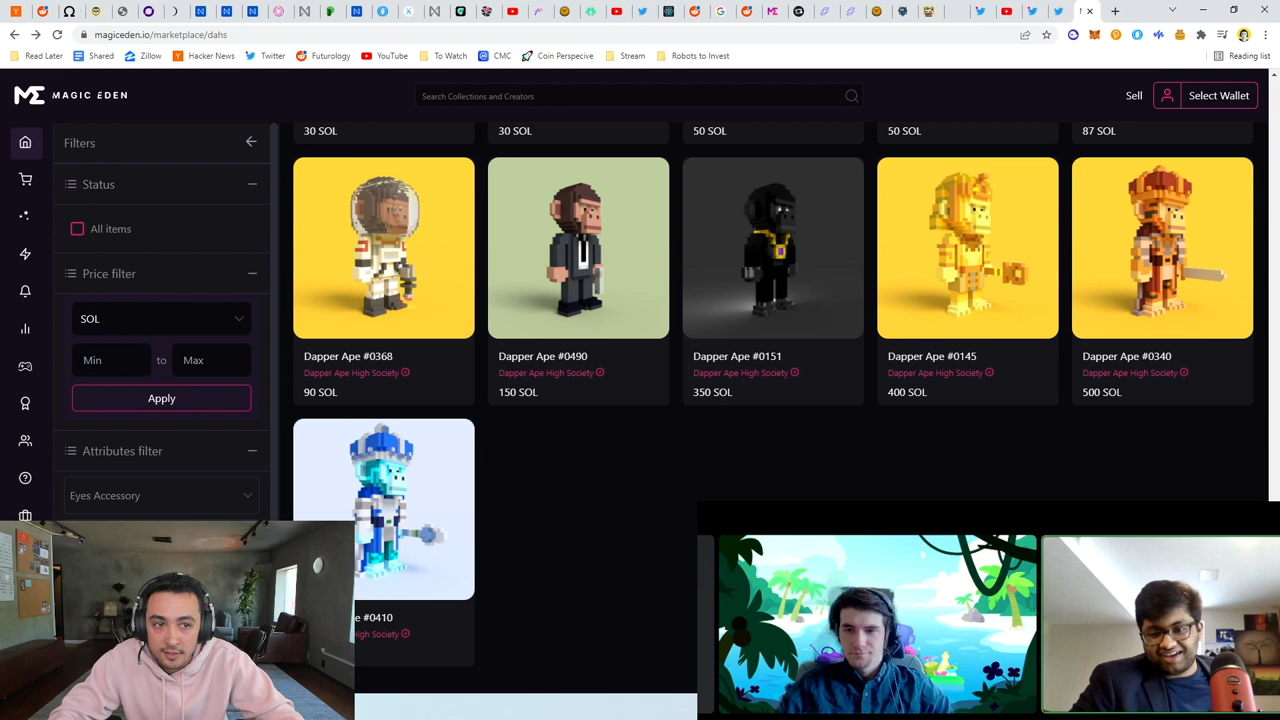 magiceden.io/marketplace/dahs
Read Later
Shared
Zillow
Hacker News
Twitter
Futurology
YouTube
To Watch
CMC
Coin Perspecive
Stream
Robots to Invest
Reading list
MAGIC EDEN
Search Collections and Creators
Sell
Select Wallet
Filters
30 SOL
30 SOL
50 SOL
50 SOL
87 SOL
Status
All items
Price filter
SOL
Min to Max
Apply
Attributes filter
Eyes Accessory
Dapper Ape #0368
Dapper Ape High Society
90 SOL
Dapper Ape #0490
Dapper Ape High Society
150 SOL
Dapper Ape #0151
Dapper Ape High Society
350 SOL
Dapper Ape #0145
Dapper Ape High Society
400 SOL
Dapper Ape #0340
Dapper Ape High Society
500 SOL
e #0410
High Society